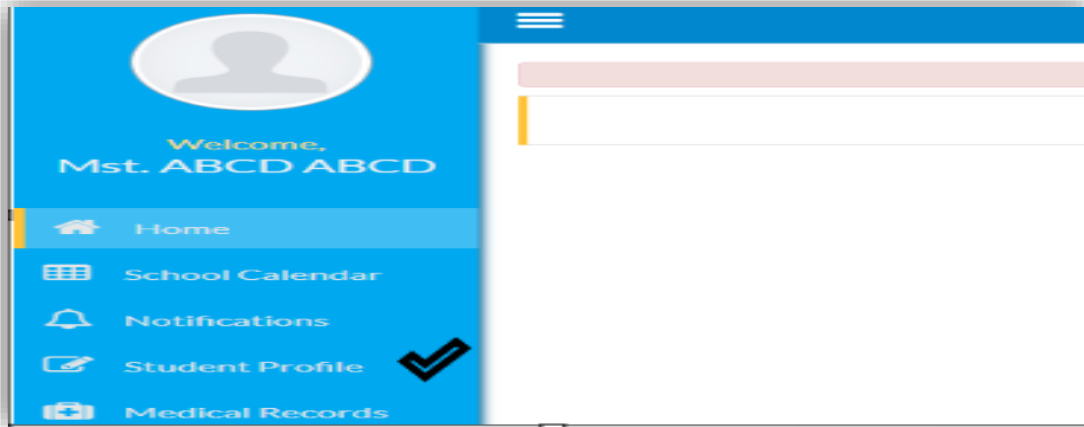 Welcome,
Mst. ABCD ABCD
Home
School Calendar
Notifications
Student Profile
Medical Records